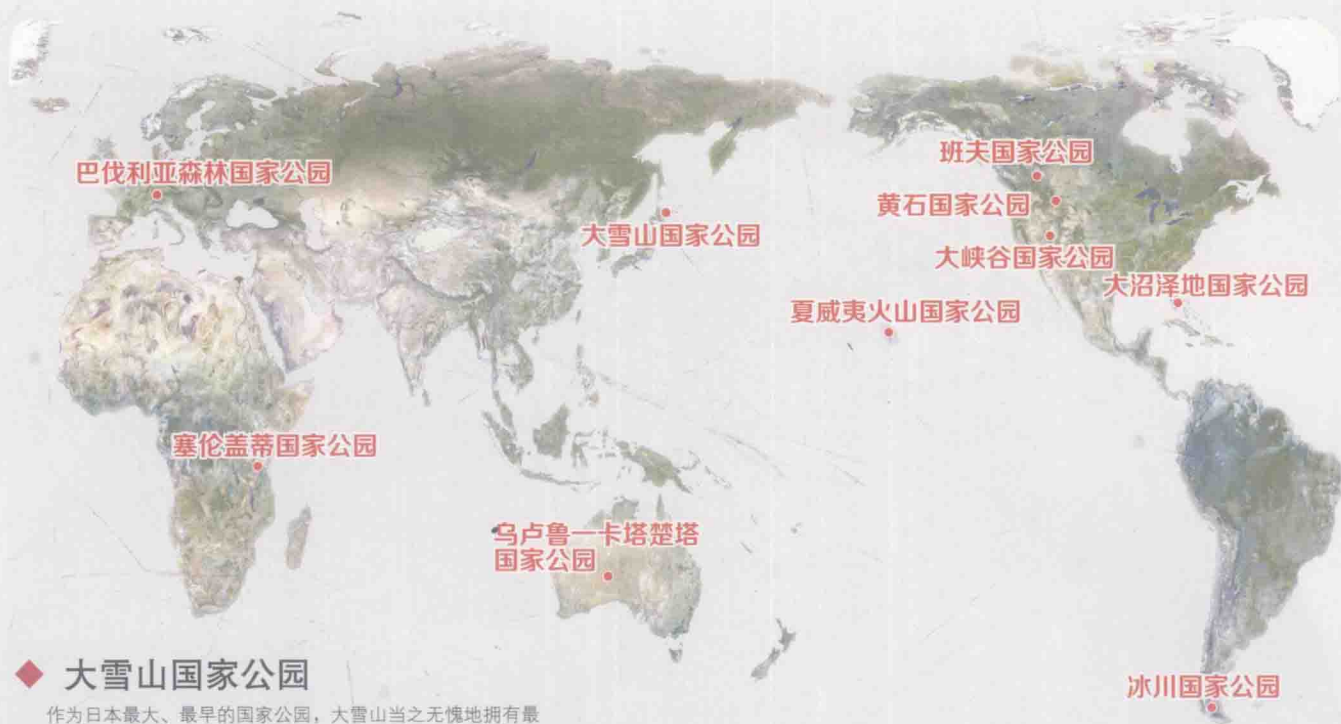 班夫国家公园
巴伐利亚森林国家公园
黄石国家公园
大雪山国家公园
大峡谷国家公园
大沼泽地国家公园
夏威夷火山国家公园
塞伦盖蒂国家公园
乌卢鲁—卡塔楚塔
国家公园
冰川国家公园
◆ 大雪山国家公园
作为日本最大、最早的国家公园，大雪山当之无愧地拥有最